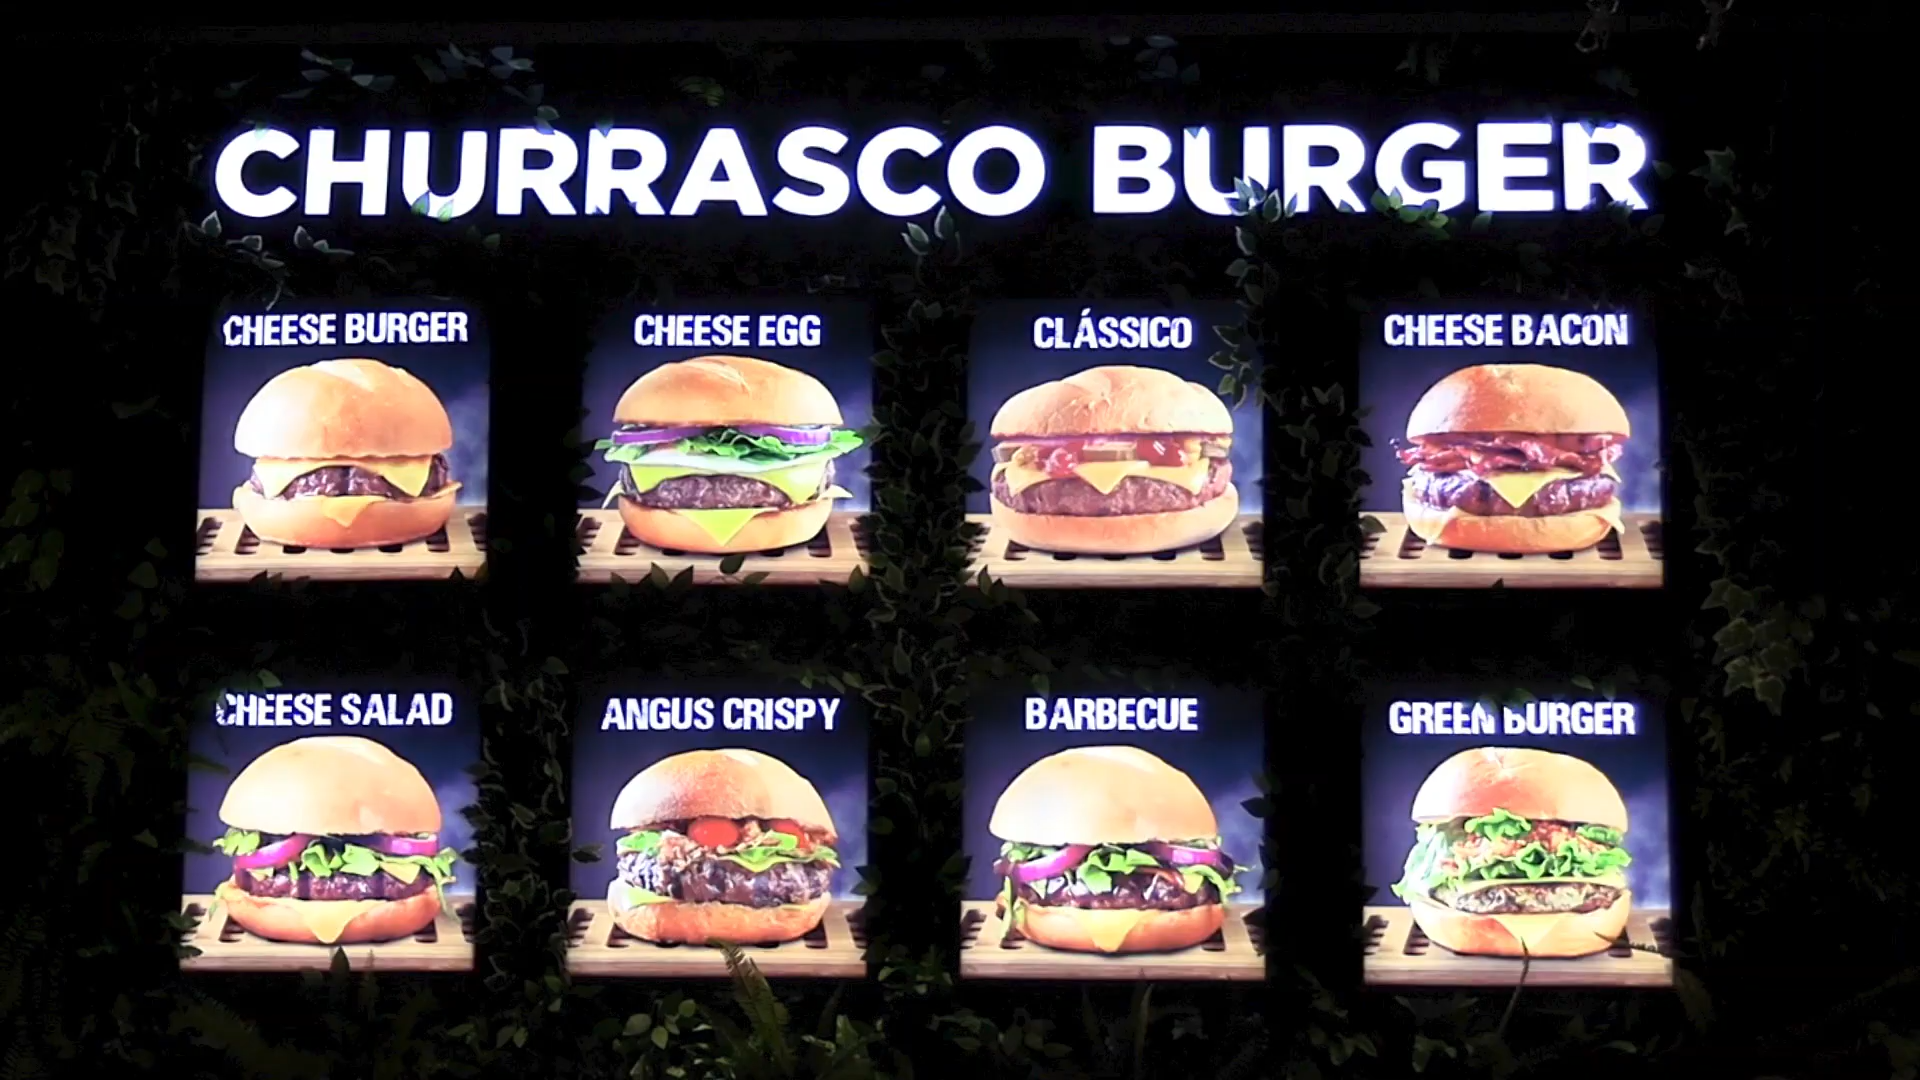 CHURRASCO BURGER
CHEESE BURGER
CHEESE EGG
CLÁSSICO
CHEESE BACON
CHEESE SALAD
ANGUS CRISPY
BARBECUE
GREEN BURGER